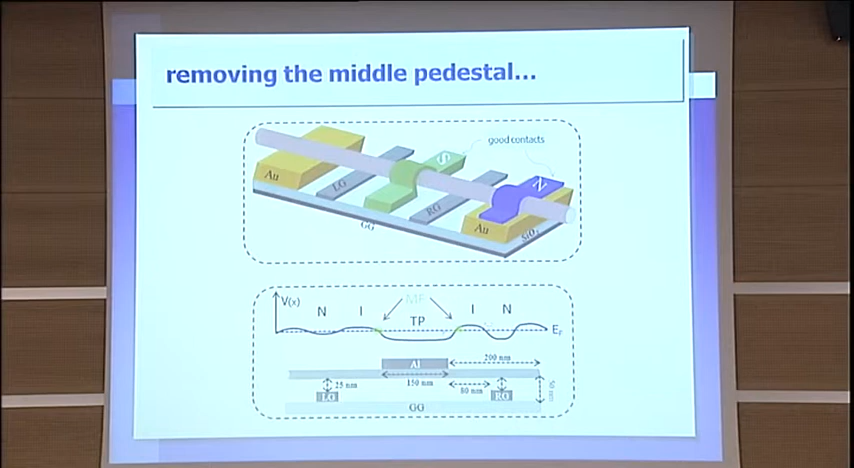 removing the middle pedestal...
good contacts
S
N
Au
LG
RG
Au
SiO₂
GG
V(x)
N
I
MF
I
N
TP
E_F
Al
200 nm
25 nm
150 nm
80 nm
50 nm
LG
RG
GG